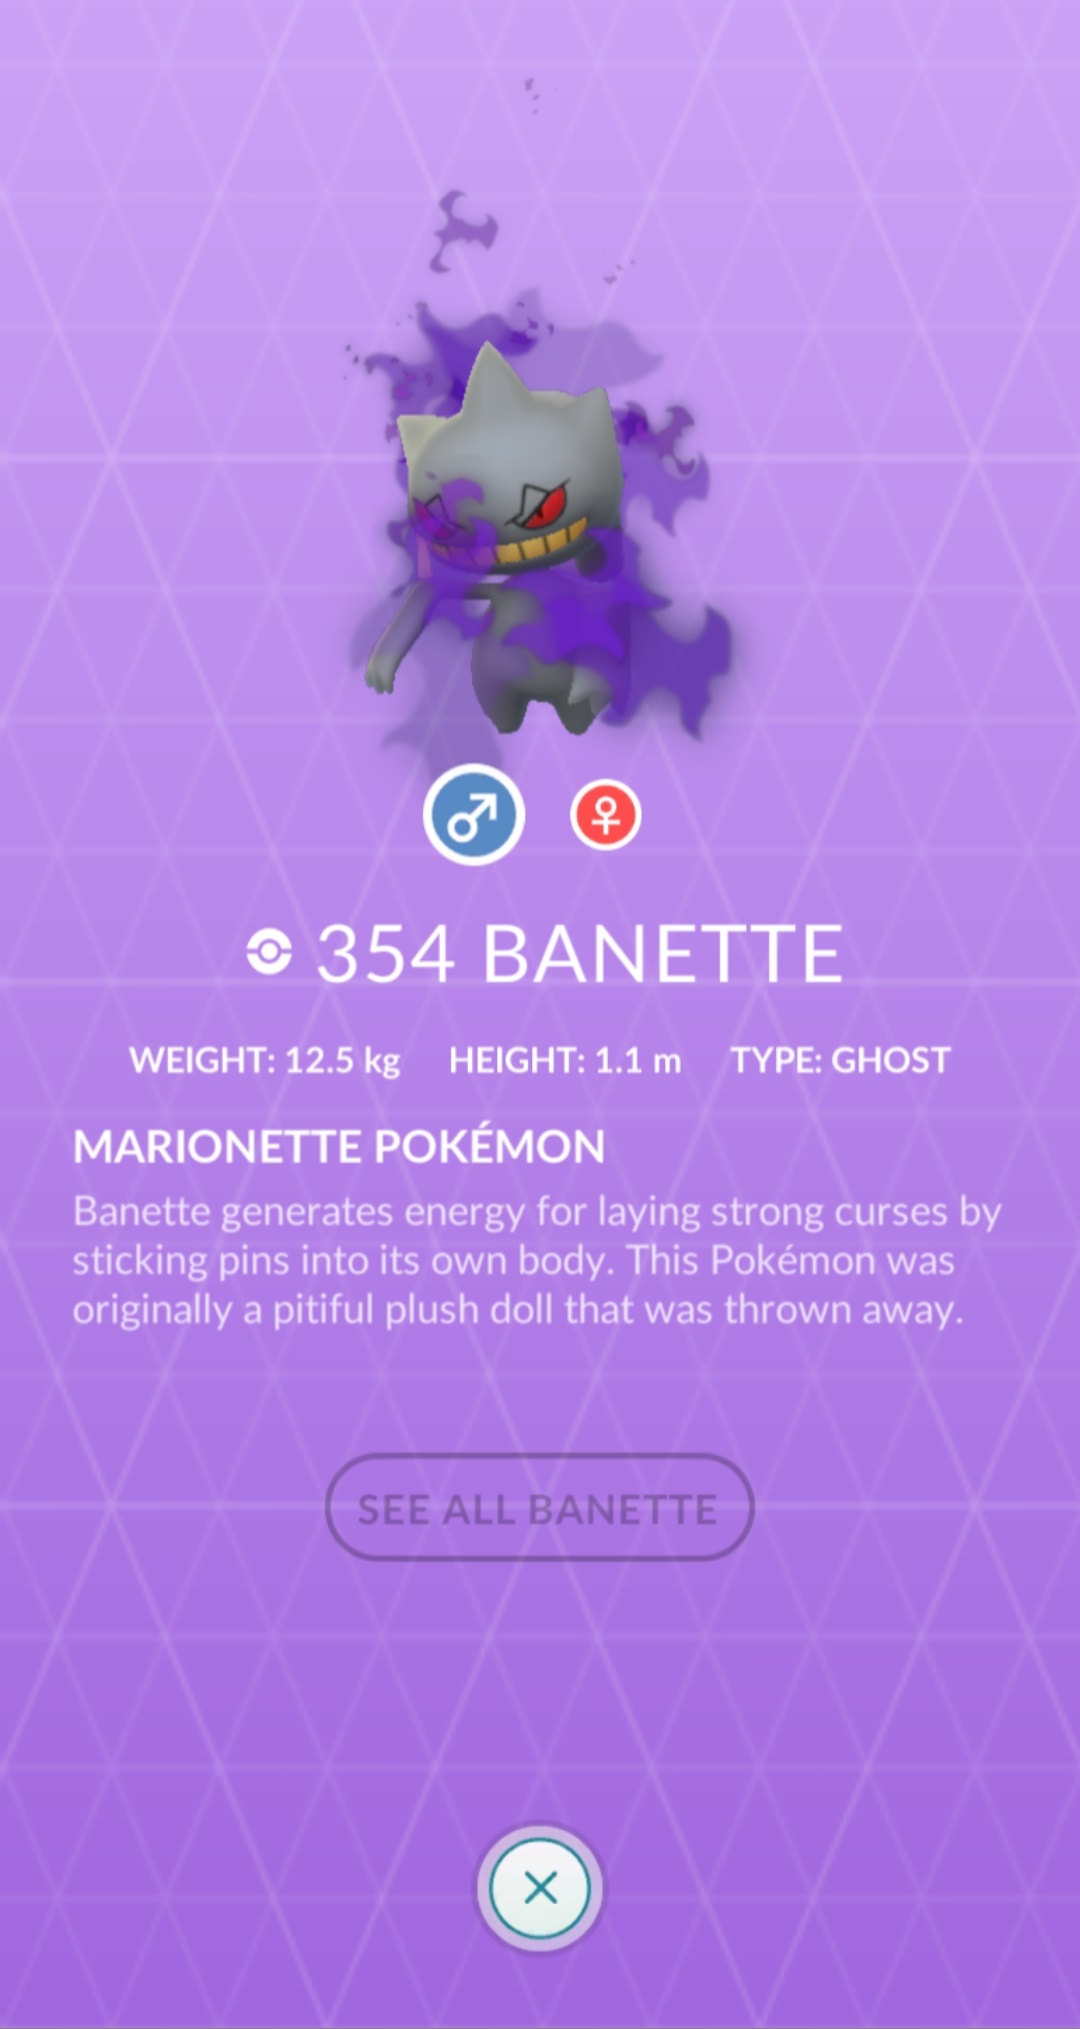 354 BANETTE
WEIGHT: 12.5 kg HEIGHT: 1.1 m TYPE: GHOST
MARIONETTE POKÉMON
Banette generates energy for laying strong curses by
sticking pins into its own body. This Pokémon was
originally a pitiful plush doll that was thrown away.
SEE ALL BANETTE